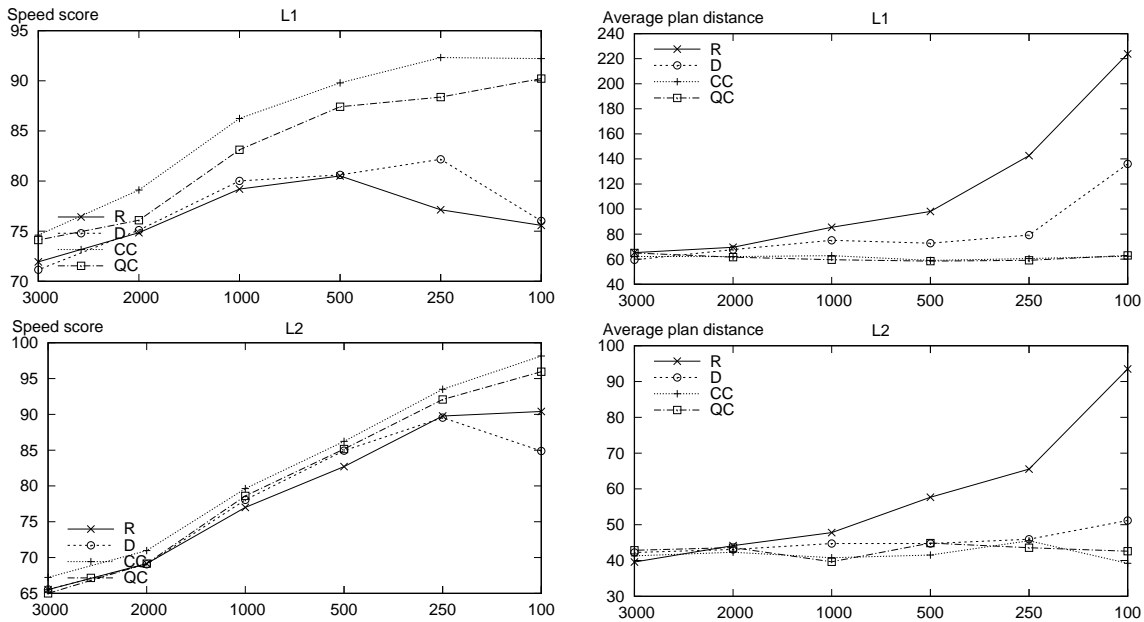 Speed score L1
95
90
85
80
75
70
R
D
CC
QC
3000 2000 1000 500 250 100
Average plan distance L1
240
220
200
180
160
140
120
100
80
60
40
R
D
CC
QC
3000 2000 1000 500 250 100
Speed score L2
100
95
90
85
80
75
70
65
R
D
CC
QC
3000 2000 1000 500 250 100
Average plan distance L2
100
90
80
70
60
50
40
30
R
D
CC
QC
3000 2000 1000 500 250 100